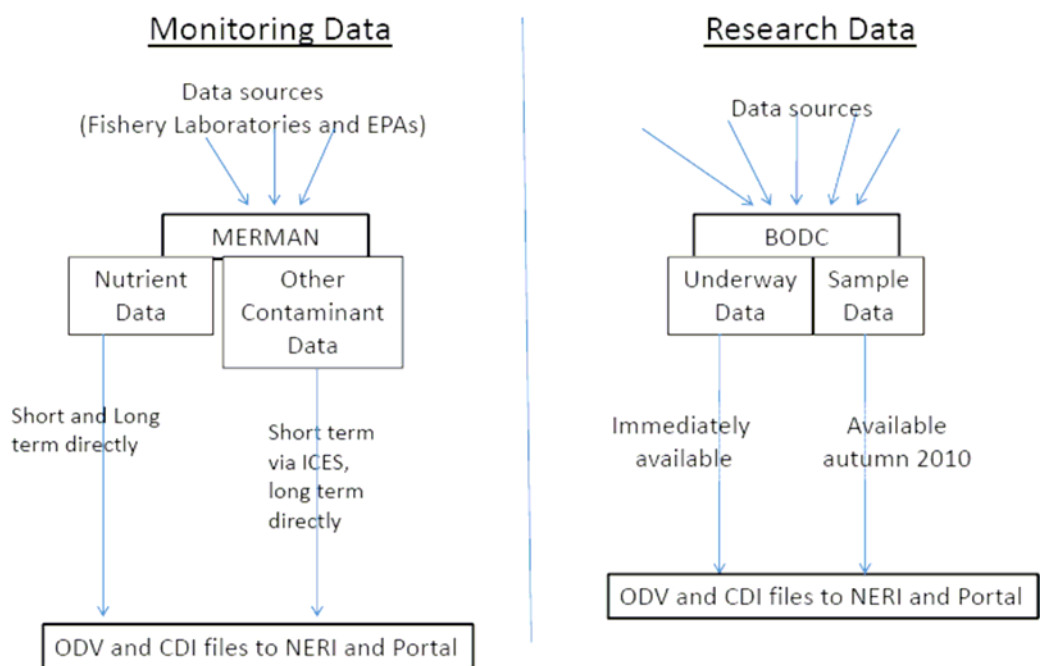 Monitoring Data
Data sources
(Fishery Laboratories and EPAs)
MERMAN
Nutrient
Data
Other
Contaminant
Data
Short and Long
term directly
Short term
via ICES,
long term
directly
ODV and CDI files to NERI and Portal
Research Data
Data sources
BODC
Underway
Data
Sample
Data
Immediately
available
Available
autumn 2010
ODV and CDI files to NERI and Portal